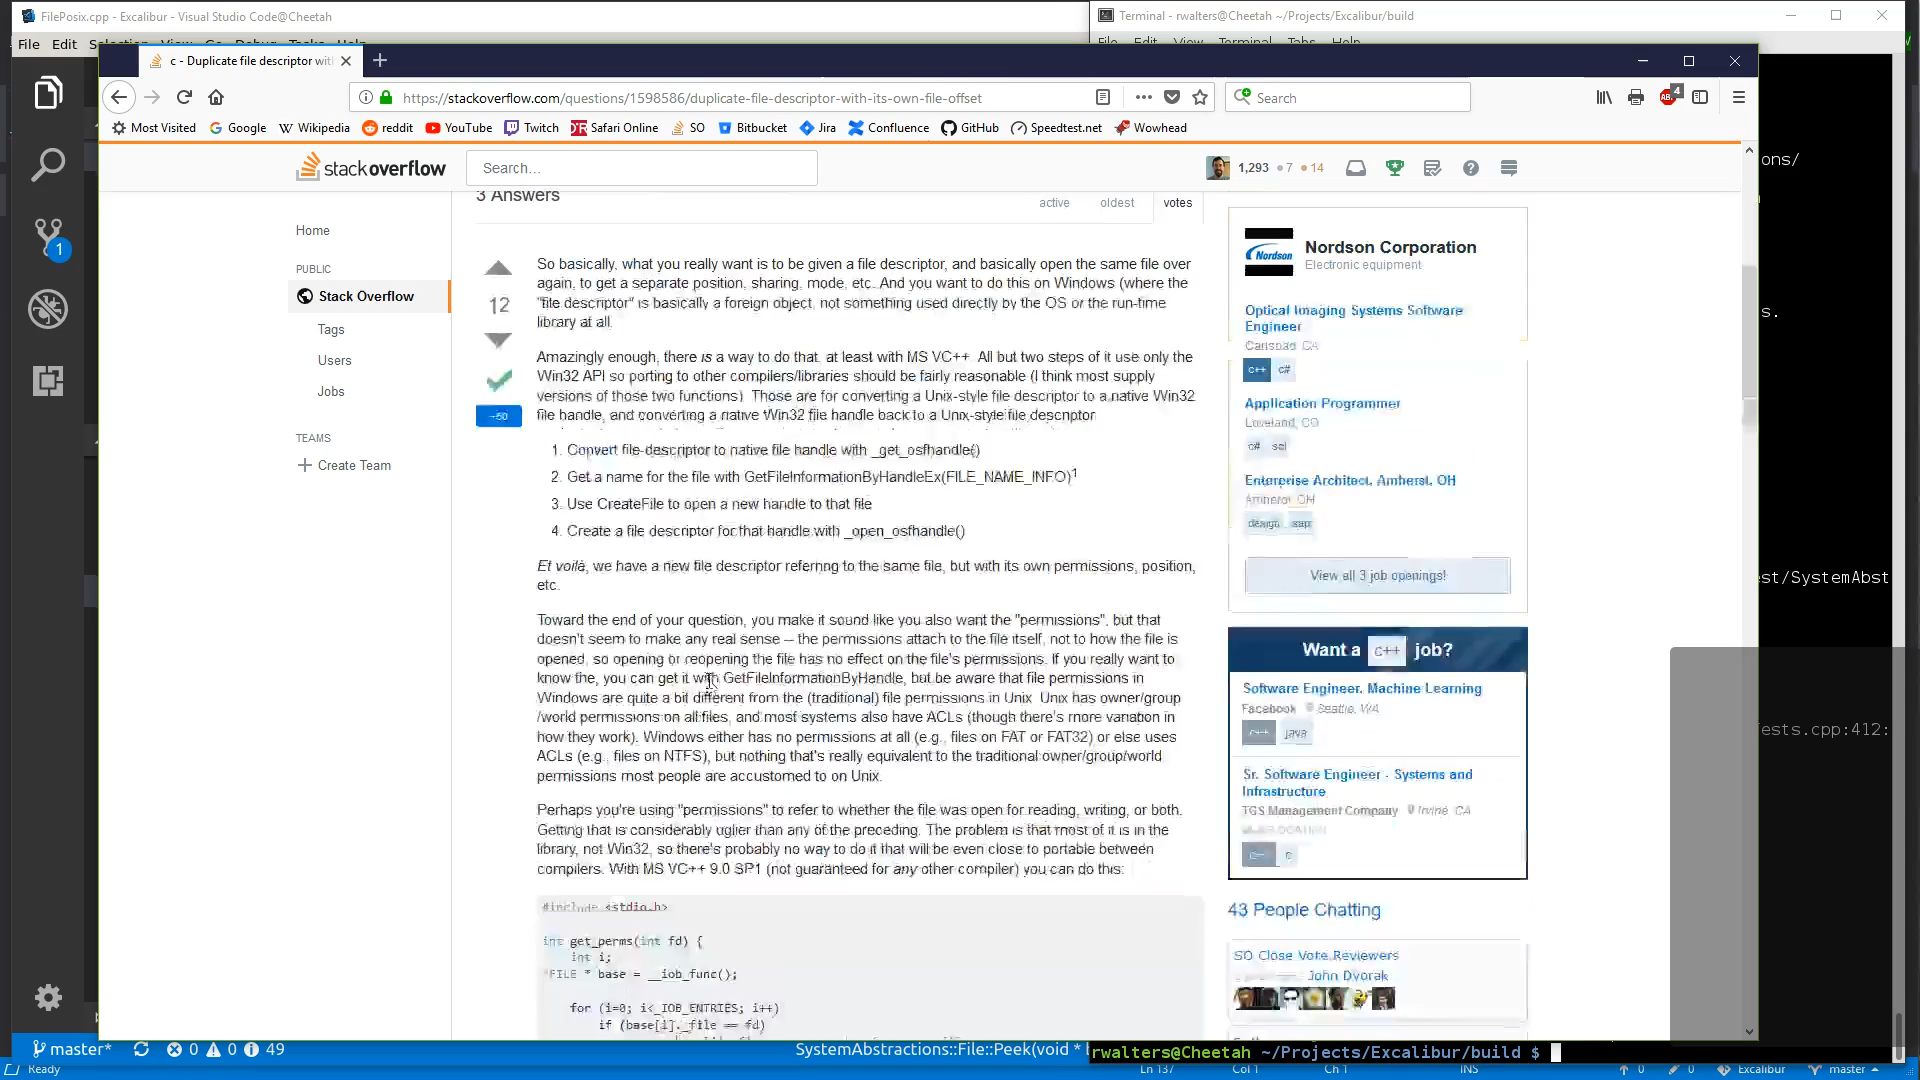 FilePosix.cpp - Excalibur - Visual Studio Code@Cheetah
Terminal - rwalters@Cheetah ~/Projects/Excalibur/build
File Edit Selection View Go Debug Tasks Help
File Edit View Terminal Tabs Help
c - Duplicate file descriptor wit
https://stackoverflow.com/questions/1598586/duplicate-file-descriptor-with-its-own-file-offset
Search
4
Most Visited
Google
Wikipedia
reddit
YouTube
Twitch
Safari Online
SO
Bitbucket
Jira
Confluence
GitHub
Speedtest.net
Wowhead
stackoverflow
Search...
1,293 7 14
Home
PUBLIC
Stack Overflow
Tags
Users
Jobs
TEAMS
Create Team
3 Answers
active oldest votes
12
+50
So basically, what you really want is to be given a file descriptor, and basically open the same file over
again, to get a separate position, sharing, mode, etc. And you want to do this on Windows (where the
"file descriptor" is basically a foreign object, not something used directly by the OS or the run-time
library at all.
Amazingly enough, there is a way to do that, at least with MS VC++. All but two steps of it use only the
Win32 API so porting to other compilers/libraries should be fairly reasonable (I think most supply
versions of those two functions). Those are for converting a Unix-style file descriptor to a native Win32
file handle, and converting a native Win32 file handle back to a Unix-style file descriptor
1. Convert file-descriptor to native file handle with _get_osfhandle()
2. Get a name for the file with GetFileInformationByHandleEx(FILE_NAME_INFO)1
3. Use CreateFile to open a new handle to that file
4. Create a file descriptor for that handle with _open_osfhandle()
Et voilà, we have a new file descriptor referring to the same file, but with its own permissions, position,
etc.
Toward the end of your question, you make it sound like you also want the "permissions", but that
doesn't seem to make any real sense – the permissions attach to the file itself, not to how the file is
opened, so opening or reopening the file has no effect on the file's permissions. If you really want to
know the, you can get it with GetFileInformationByHandle, but be aware that file permissions in
Windows are quite a bit different from the (traditional) file permissions in Unix. Unix has owner/group
/world permissions on all files, and most systems also have ACLs (though there's more variation in
how they work). Windows either has no permissions at all (e.g., files on FAT or FAT32) or else uses
ACLs (e.g., files on NTFS), but nothing that's really equivalent to the traditional owner/group/world
permissions most people are accustomed to on Unix.
Perhaps you're using "permissions" to refer to whether the file was open for reading, writing, or both.
Getting that is considerably uglier than any of the preceding. The problem is that most of it is in the
library, not Win32, so there's probably no way to do it that will be even close to portable between
compilers. With MS VC++ 9.0 SP1 (not guaranteed for any other compiler) you can do this:
#include <stdio.h>
int get_perms(int fd) {
int i;
FILE * base = __iob_func();
for (i=0; i<_IOB_ENTRIES; i++)
if (base[i]._file == fd)
Nordson
Nordson Corporation
Electronic equipment
Optical Imaging Systems Software
Engineer
Carlsbad, CA
c++ c#
Application Programmer
Loveland, CO
c# sql
Enterprise Architect, Amherst, OH
Amherst, OH
design sap
View all 3 job openings!
Want a c++ job?
Software Engineer, Machine Learning
Facebook Seattle, WA
c++ java
Sr. Software Engineer - Systems and
Infrastructure
TGS Management Company Irvine, CA
c++ c
43 People Chatting
SO Close Vote Reviewers
John Dvorak
ons/
s.
est/SystemAbst
ests.cpp:412:
1
master* 0 0 49
SystemAbstractions::File::Peek(void *
rwalters@Cheetah ~/Projects/Excalibur/build $
Ready
Ln 137 Col 1 Ch 1 INS
0 0 Excalibur master